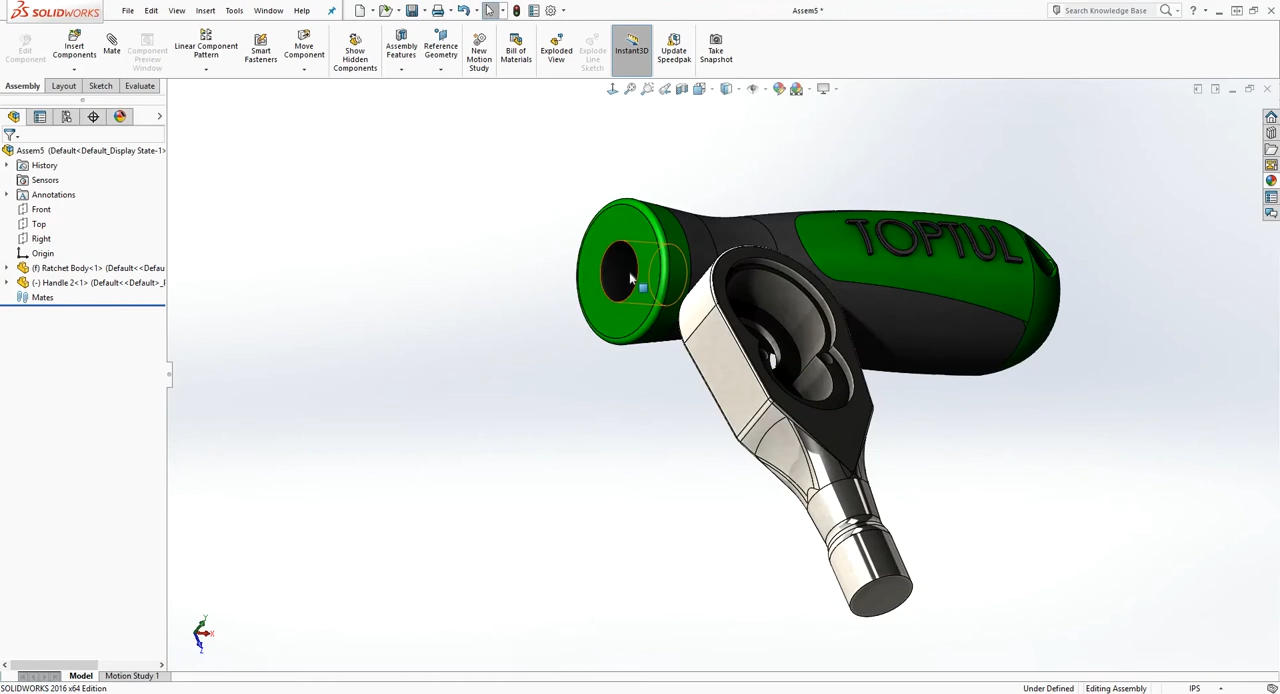 SOLIDWORKS
File Edit View Insert Tools Window Help
Assem5 *
Search Knowledge Base
Edit Component
Insert Components
Mate
Component Preview Window
Linear Component Pattern
Smart Fasteners
Move Component
Show Hidden Components
Assembly Features
Reference Geometry
New Motion Study
Bill of Materials
Exploded View
Explode Line Sketch
Instant3D
Update Speedpak
Take Snapshot
Assembly Layout Sketch Evaluate
Assem5 (Default<Default_Display State-1>
History
Sensors
Annotations
Front
Top
Right
Origin
(f) Ratchet Body<1> (Default<<Defa
(-) Handle 2<1> (Default<<Default>_F
Mates
TOPTUL
Y
X
Z
Model Motion Study 1
SOLIDWORKS 2016 x64 Edition
Under Defined Editing Assembly IPS